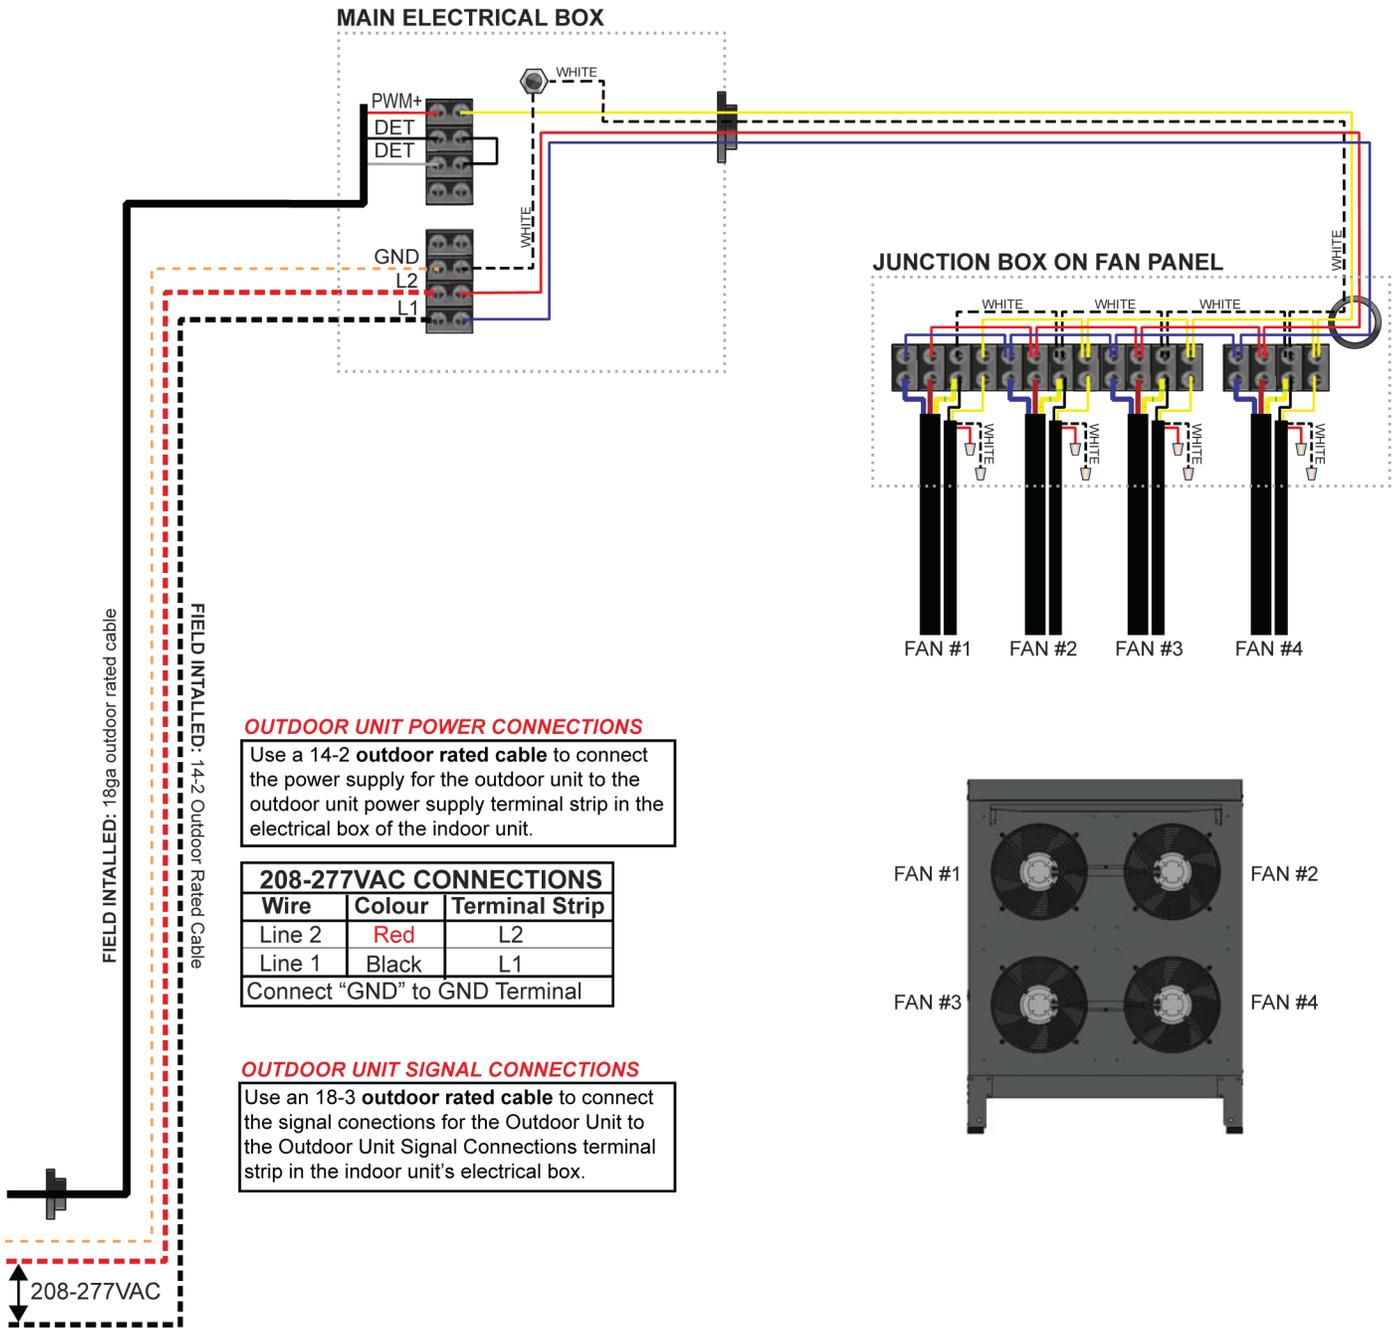 MAIN ELECTRICAL BOX
WHITE
PWM+
DET
DET
WHITE
GND
L2
L1
WHITE
JUNCTION BOX ON FAN PANEL
WHITE
WHITE
WHITE
WHITE
WHITE
WHITE
WHITE
FAN #1
FAN #2
FAN #3
FAN #4
FIELD INTALLED: 18ga outdoor rated cable
FIELD INTALLED: 14-2 Outdoor Rated Cable
OUTDOOR UNIT POWER CONNECTIONS
Use a 14-2 outdoor rated cable to connect
the power supply for the outdoor unit to the
outdoor unit power supply terminal strip in the
electrical box of the indoor unit.
208-277VAC CONNECTIONS
Wire Colour Terminal Strip
Line 2 Red L2
Line 1 Black L1
Connect “GND” to GND Terminal
FAN #1
FAN #2
FAN #3
FAN #4
OUTDOOR UNIT SIGNAL CONNECTIONS
Use an 18-3 outdoor rated cable to connect
the signal conections for the Outdoor Unit to
the Outdoor Unit Signal Connections terminal
strip in the indoor unit’s electrical box.
208-277VAC